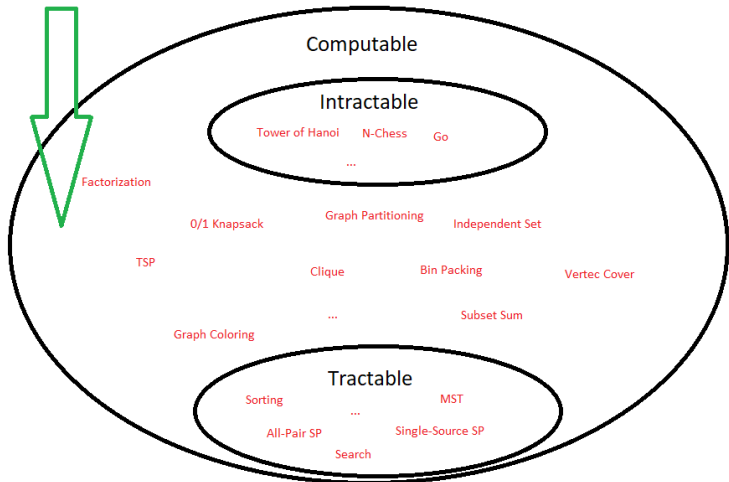 Computable
Intractable
Tower of Hanoi N-Chess Go
...
Factorization
0/1 Knapsack Graph Partitioning Independent Set
TSP Clique Bin Packing Vertec Cover
... Subset Sum
Graph Coloring
Tractable
Sorting ... MST
All-Pair SP Single-Source SP
Search